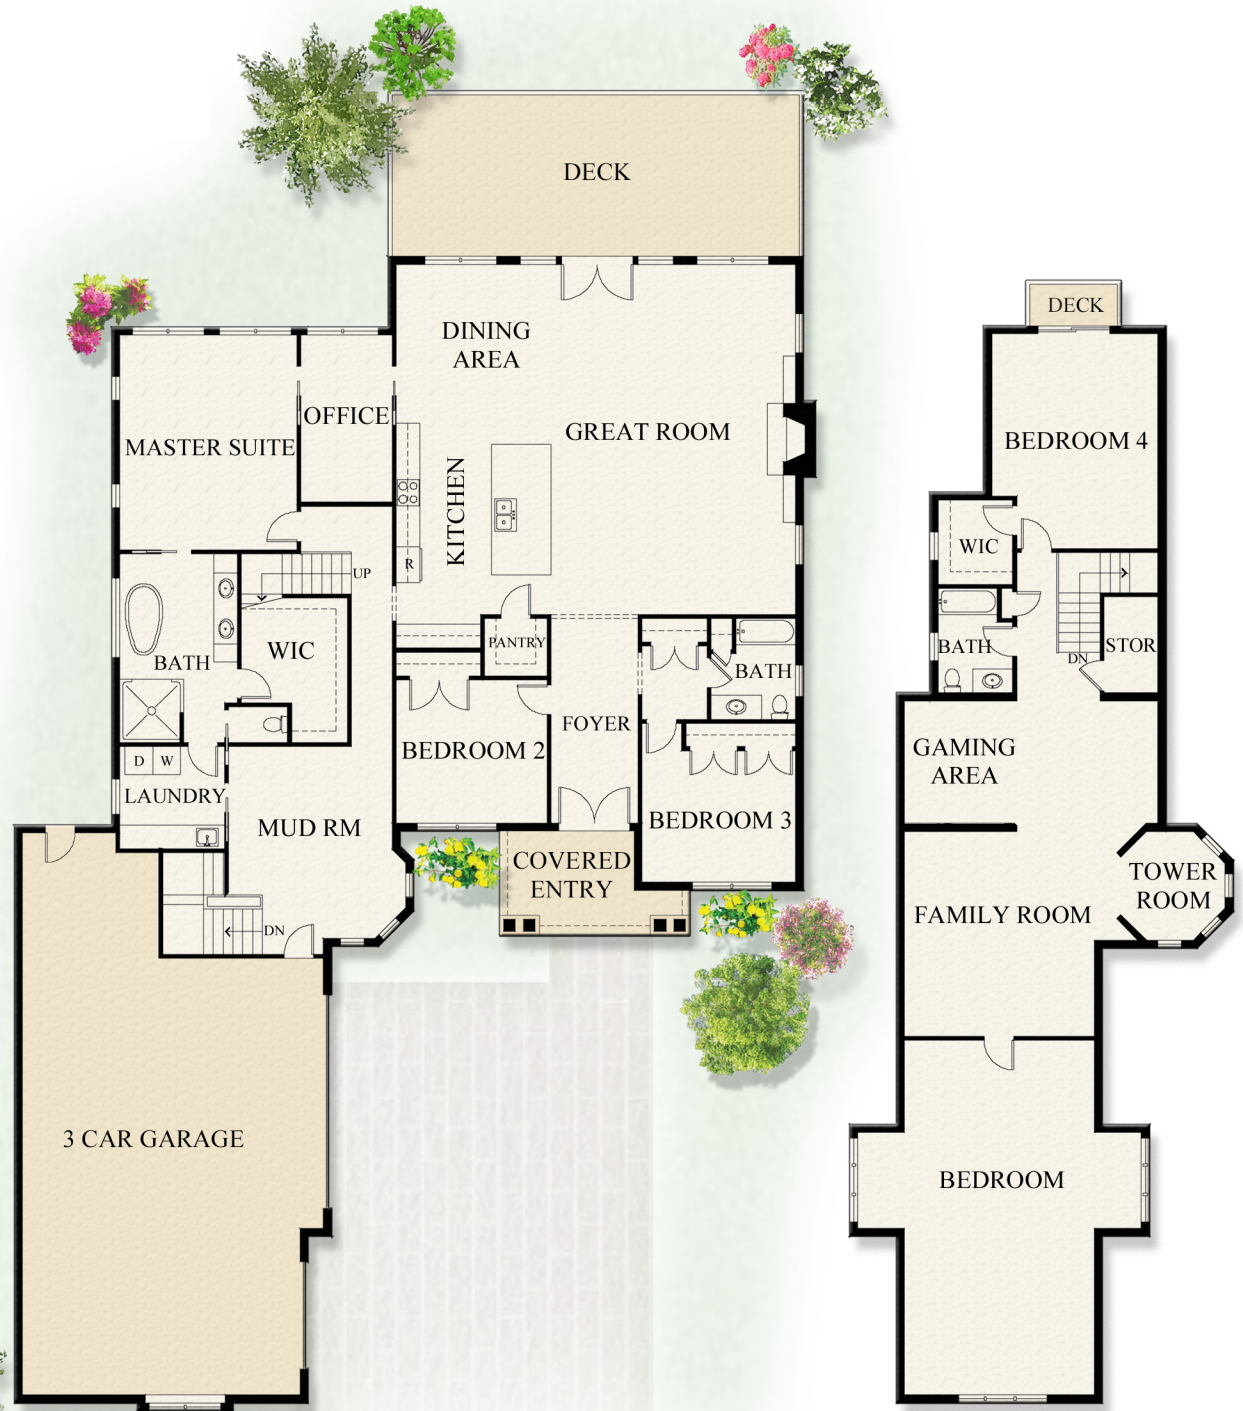 DECK
DINING
AREA
OFFICE
GREAT ROOM
MASTER SUITE
KITCHEN
R
UP
WIC
PANTRY
BATH
BATH
FOYER
BEDROOM 2
D W
LAUNDRY
MUD RM
BEDROOM 3
COVERED
ENTRY
DN
3 CAR GARAGE
DECK
BEDROOM 4
WIC
BATH
DN
STOR
GAMING
AREA
TOWER
ROOM
FAMILY ROOM
BEDROOM